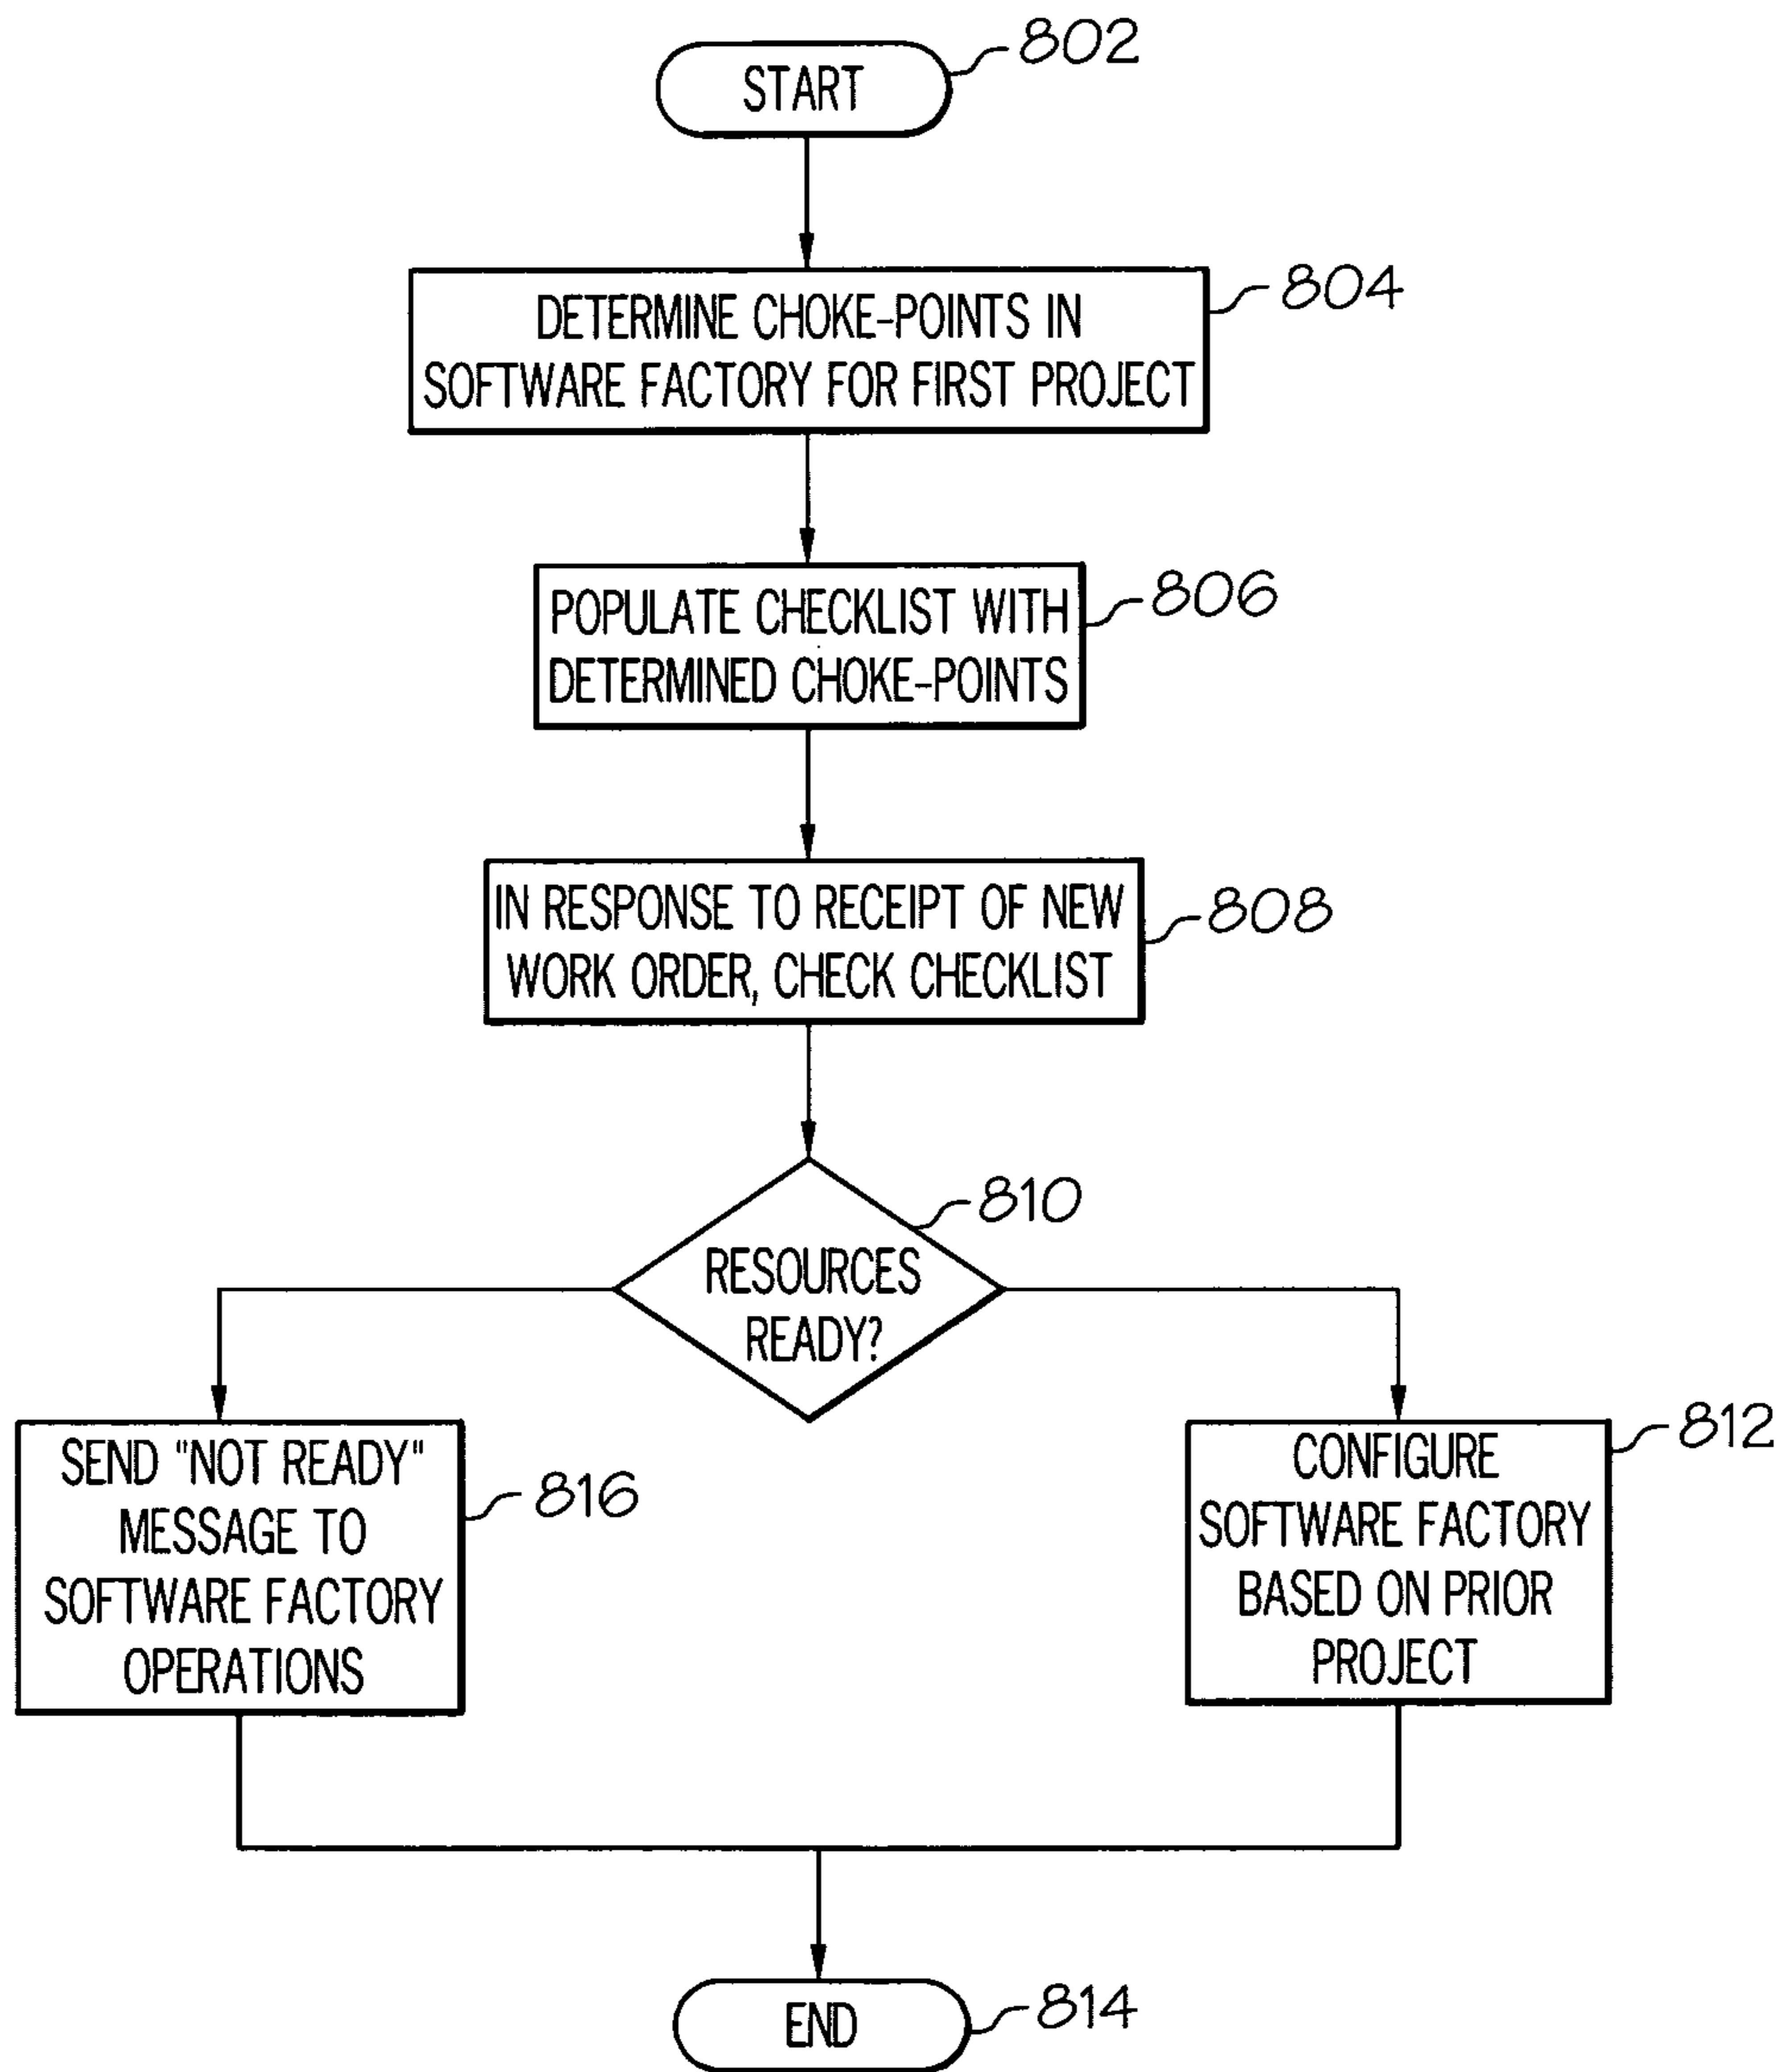 START
802
DETERMINE CHOKE-POINTS IN
SOFTWARE FACTORY FOR FIRST PROJECT
804
POPULATE CHECKLIST WITH
DETERMINED CHOKE-POINTS
806
IN RESPONSE TO RECEIPT OF NEW
WORK ORDER, CHECK CHECKLIST
808
RESOURCES
READY?
810
SEND "NOT READY"
MESSAGE TO
SOFTWARE FACTORY
OPERATIONS
816
CONFIGURE
SOFTWARE FACTORY
BASED ON PRIOR
PROJECT
812
END
814